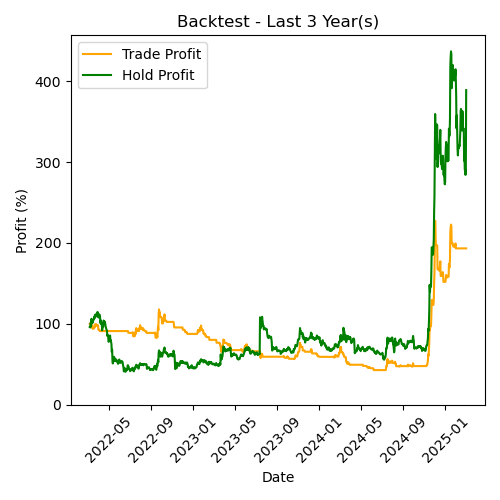 Backtest - Last 3 Year(s)
Trade Profit
Hold Profit
Profit (%)
400
300
200
100
0
2022-05
2022-09
2023-01
2023-05
2023-09
2024-01
2024-05
2024-09
2025-01
Date